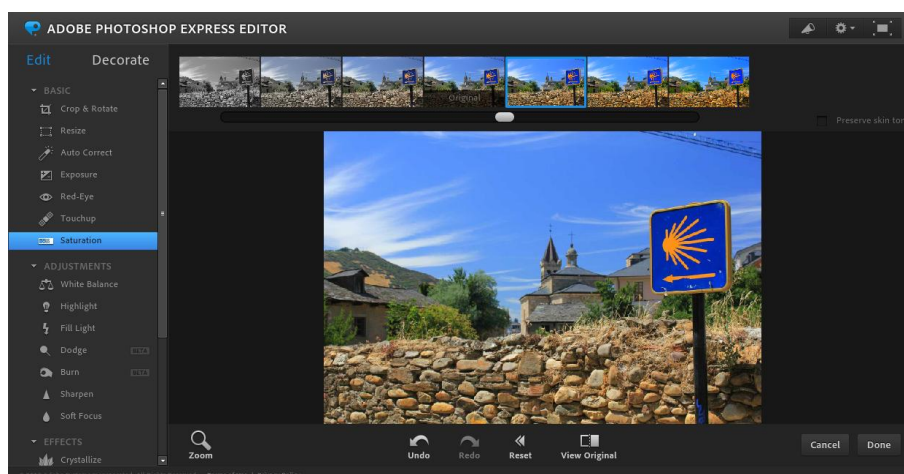 ADOBE PHOTOSHOP EXPRESS EDITOR
Edit Decorate
BASIC
Crop & Rotate
Resize
Auto Correct
Exposure
Red-Eye
Touchup
Saturation
ADJUSTMENTS
White Balance
Highlight
Fill Light
Dodge
Burn
Sharpen
Soft Focus
EFFECTS
Crystallize
Original
Preserve skin ton
Zoom
Undo
Redo
Reset
View Original
Cancel
Done